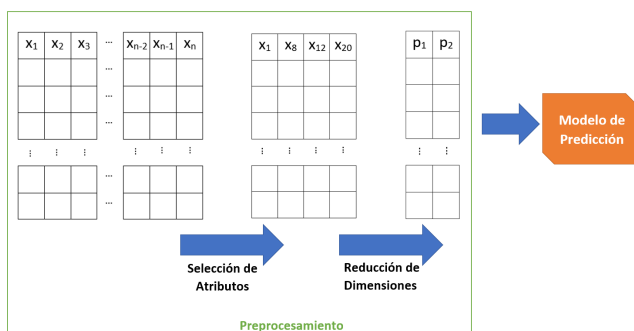 x1 x2 x3 ... xn-2 xn-1 xn
x1 x8 x12 x20
p1 p2
Modelo de
Predicción
Selección de
Atributos
Reducción de
Dimensiones
Preprocesamiento